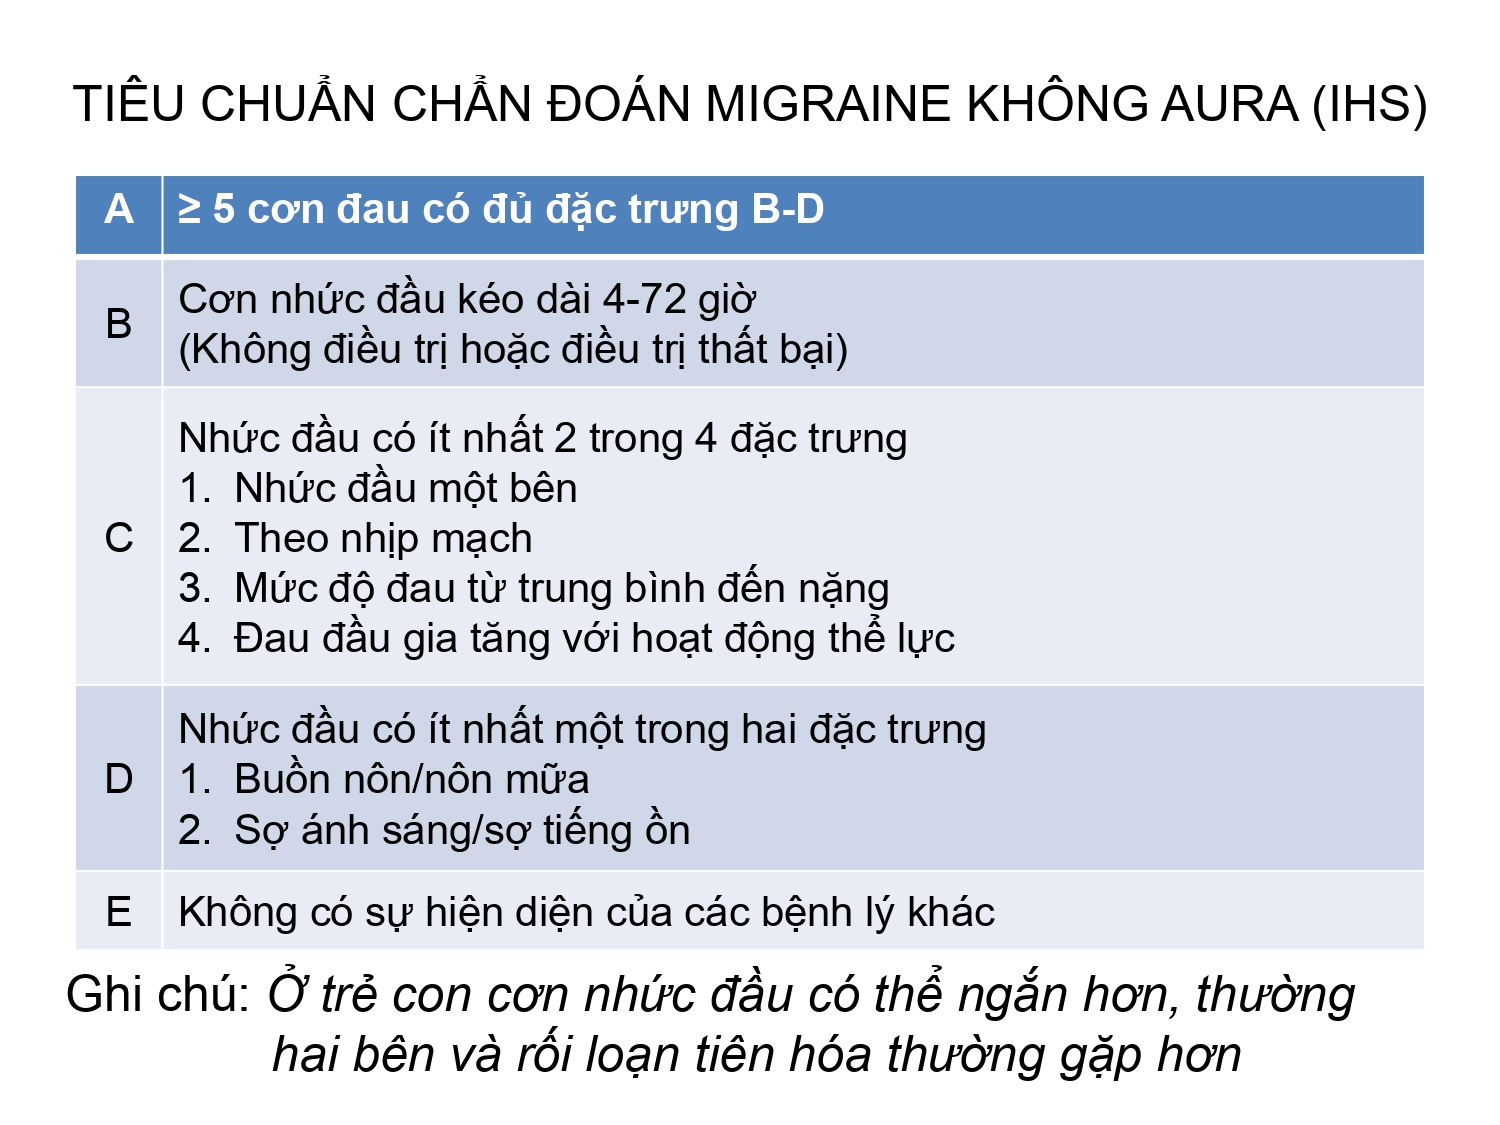 TIÊU CHUẨN CHẨN ĐOÁN MIGRAINE KHÔNG AURA (IHS)
A ≥ 5 cơn đau có đủ đặc trưng B-D
B Cơn nhức đầu kéo dài 4-72 giờ
(Không điều trị hoặc điều trị thất bại)
C Nhức đầu có ít nhất 2 trong 4 đặc trưng
1. Nhức đầu một bên
2. Theo nhịp mạch
3. Mức độ đau từ trung bình đến nặng
4. Đau đầu gia tăng với hoạt động thể lực
D Nhức đầu có ít nhất một trong hai đặc trưng
1. Buồn nôn/nôn mữa
2. Sợ ánh sáng/sợ tiếng ồn
E Không có sự hiện diện của các bệnh lý khác
Ghi chú: Ở trẻ con cơn nhức đầu có thể ngắn hơn, thường
hai bên và rối loạn tiên hóa thường gặp hơn